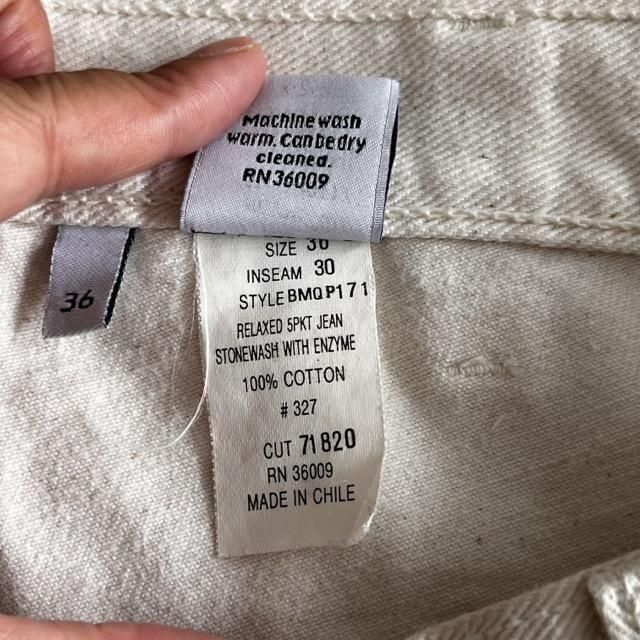 Machine wash
warm. Can be dry
cleaned.
RN 36009
36
SIZE 36
INSEAM 30
STYLE BMQP171
RELAXED 5PKT JEAN
STONEWASH WITH ENZYME
100% COTTON
# 327
CUT 71820
RN 36009
MADE IN CHILE